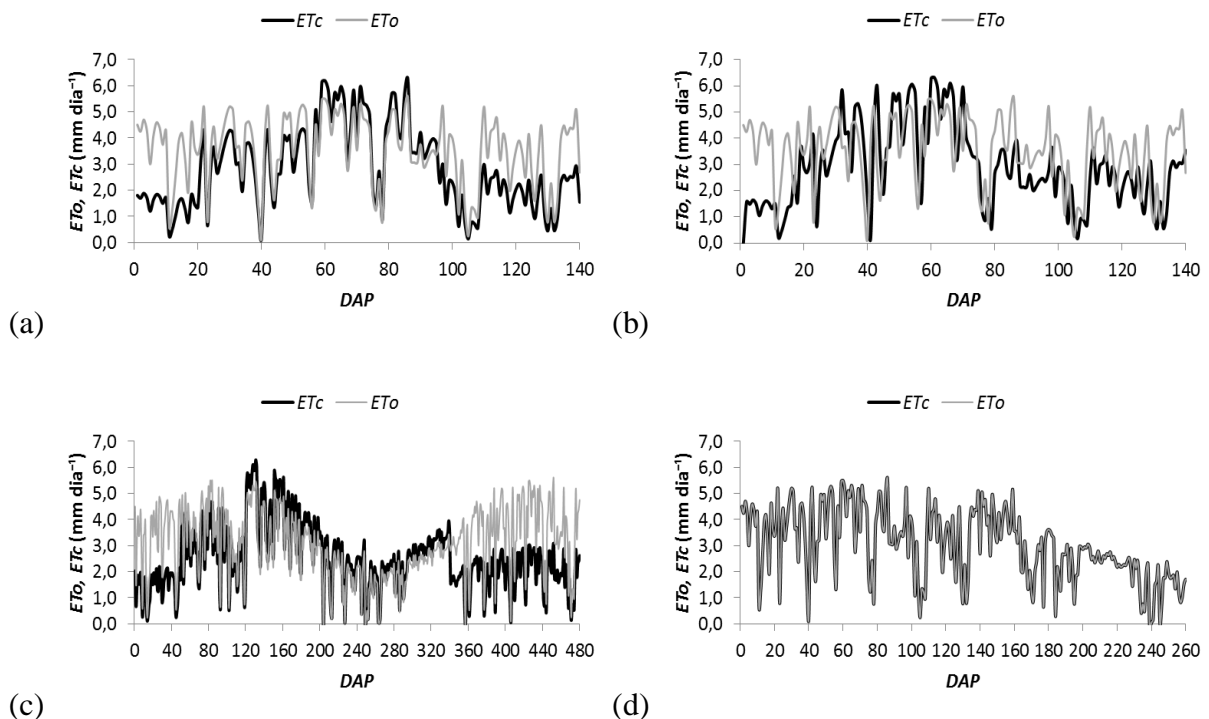 ETc ETo
ETo, ETc (mm dia⁻¹)
7,0
6,0
5,0
4,0
3,0
2,0
1,0
0,0
0 20 40 60 80 100 120 140
DAP
(a)
ETc ETo
ETo, ETc (mm dia⁻¹)
7,0
6,0
5,0
4,0
3,0
2,0
1,0
0,0
0 20 40 60 80 100 120 140
DAP
(b)
ETc ETo
ETo, ETc (mm dia⁻¹)
7,0
6,0
5,0
4,0
3,0
2,0
1,0
0,0
0 40 80 120 160 200 240 280 320 360 400 440 480
DAP
(c)
ETc ETo
ETo, ETc (mm dia⁻¹)
7,0
6,0
5,0
4,0
3,0
2,0
1,0
0,0
0 20 40 60 80 100 120 140 160 180 200 220 240 260
DAP
(d)